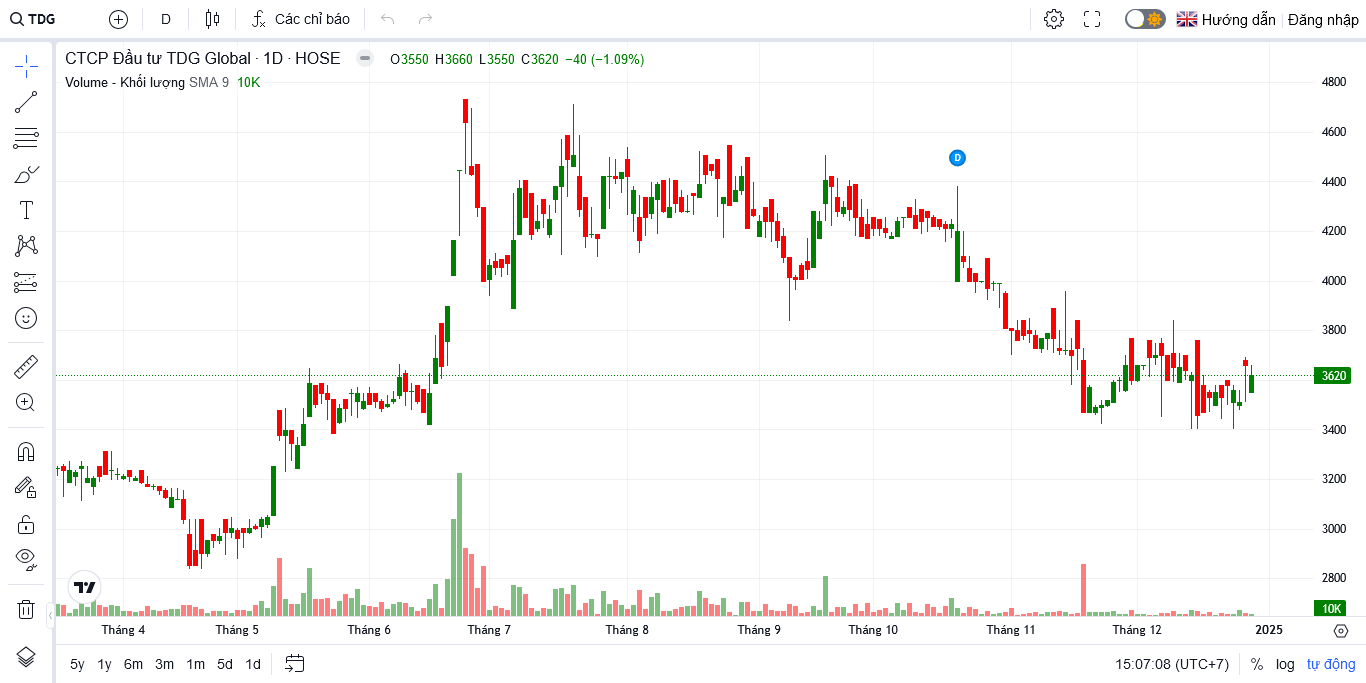 TDG D Các chỉ báo Hướng dẫn Đăng nhập
CTCP Đầu tư TDG Global · 1D · HOSE O3550 H3660 L3550 C3620 −40 (−1.09%)
Volume - Khối lượng SMA 9 10K
4800
4600
D
4400
4200
4000
3800
3620
3400
3200
3000
2800
10K
Tháng 4 Tháng 5 Tháng 6 Tháng 7 Tháng 8 Tháng 9 Tháng 10 Tháng 11 Tháng 12 2025
5y 1y 6m 3m 1m 5d 1d 15:07:08 (UTC+7) % log tự động